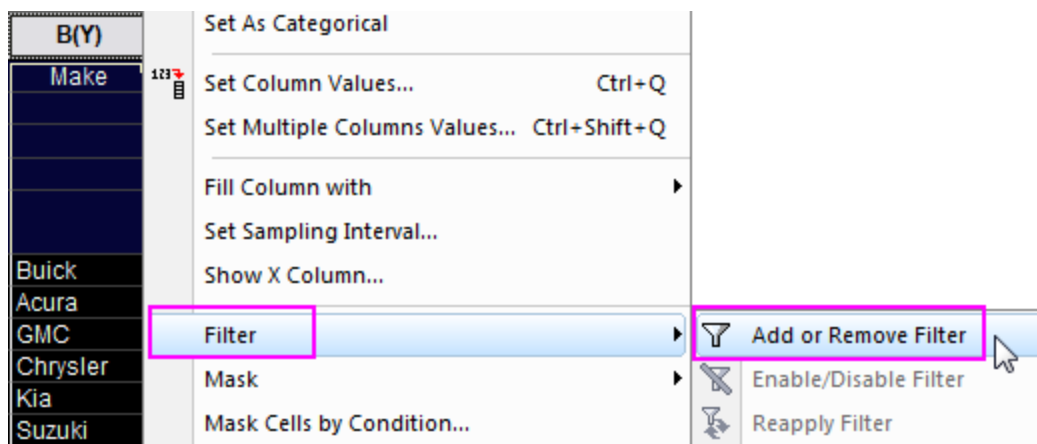 B(Y)
Make
Buick
Acura
GMC
Chrysler
Kia
Suzuki
Set As Categorical
123
Set Column Values... Ctrl+Q
Set Multiple Columns Values... Ctrl+Shift+Q
Fill Column with
Set Sampling Interval...
Show X Column...
Filter
Mask
Mask Cells by Condition...
Add or Remove Filter
Enable/Disable Filter
Reapply Filter